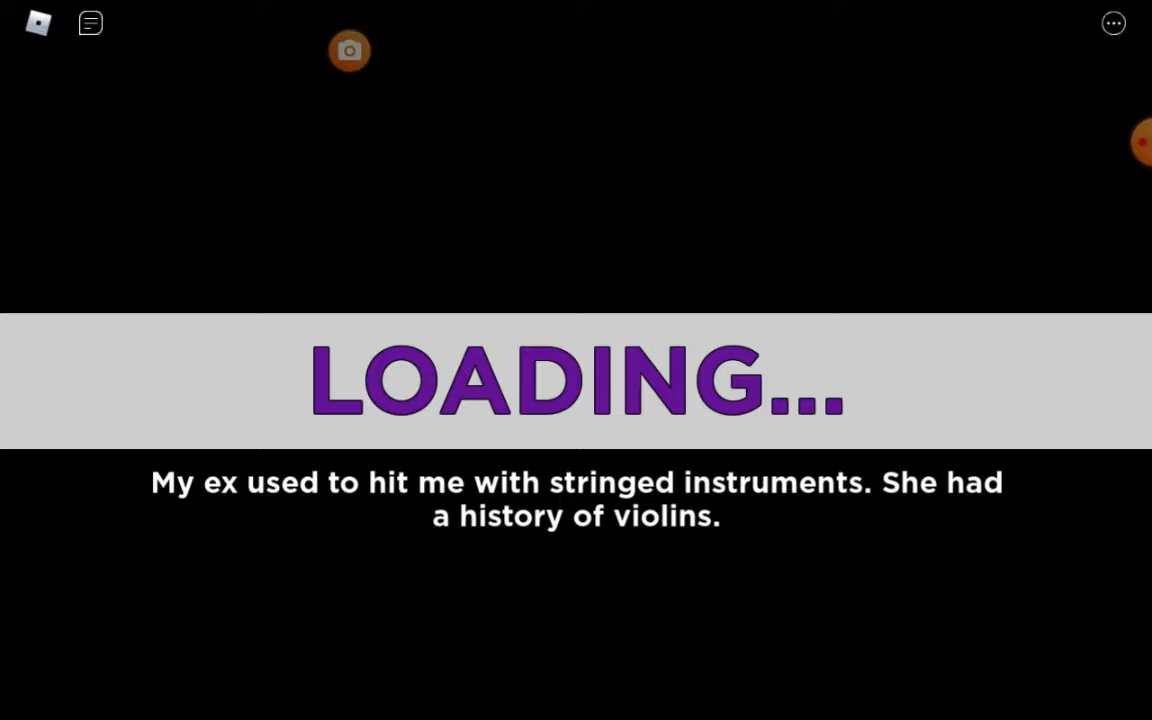 LOADING...
My ex used to hit me with stringed instruments. She had
a history of violins.